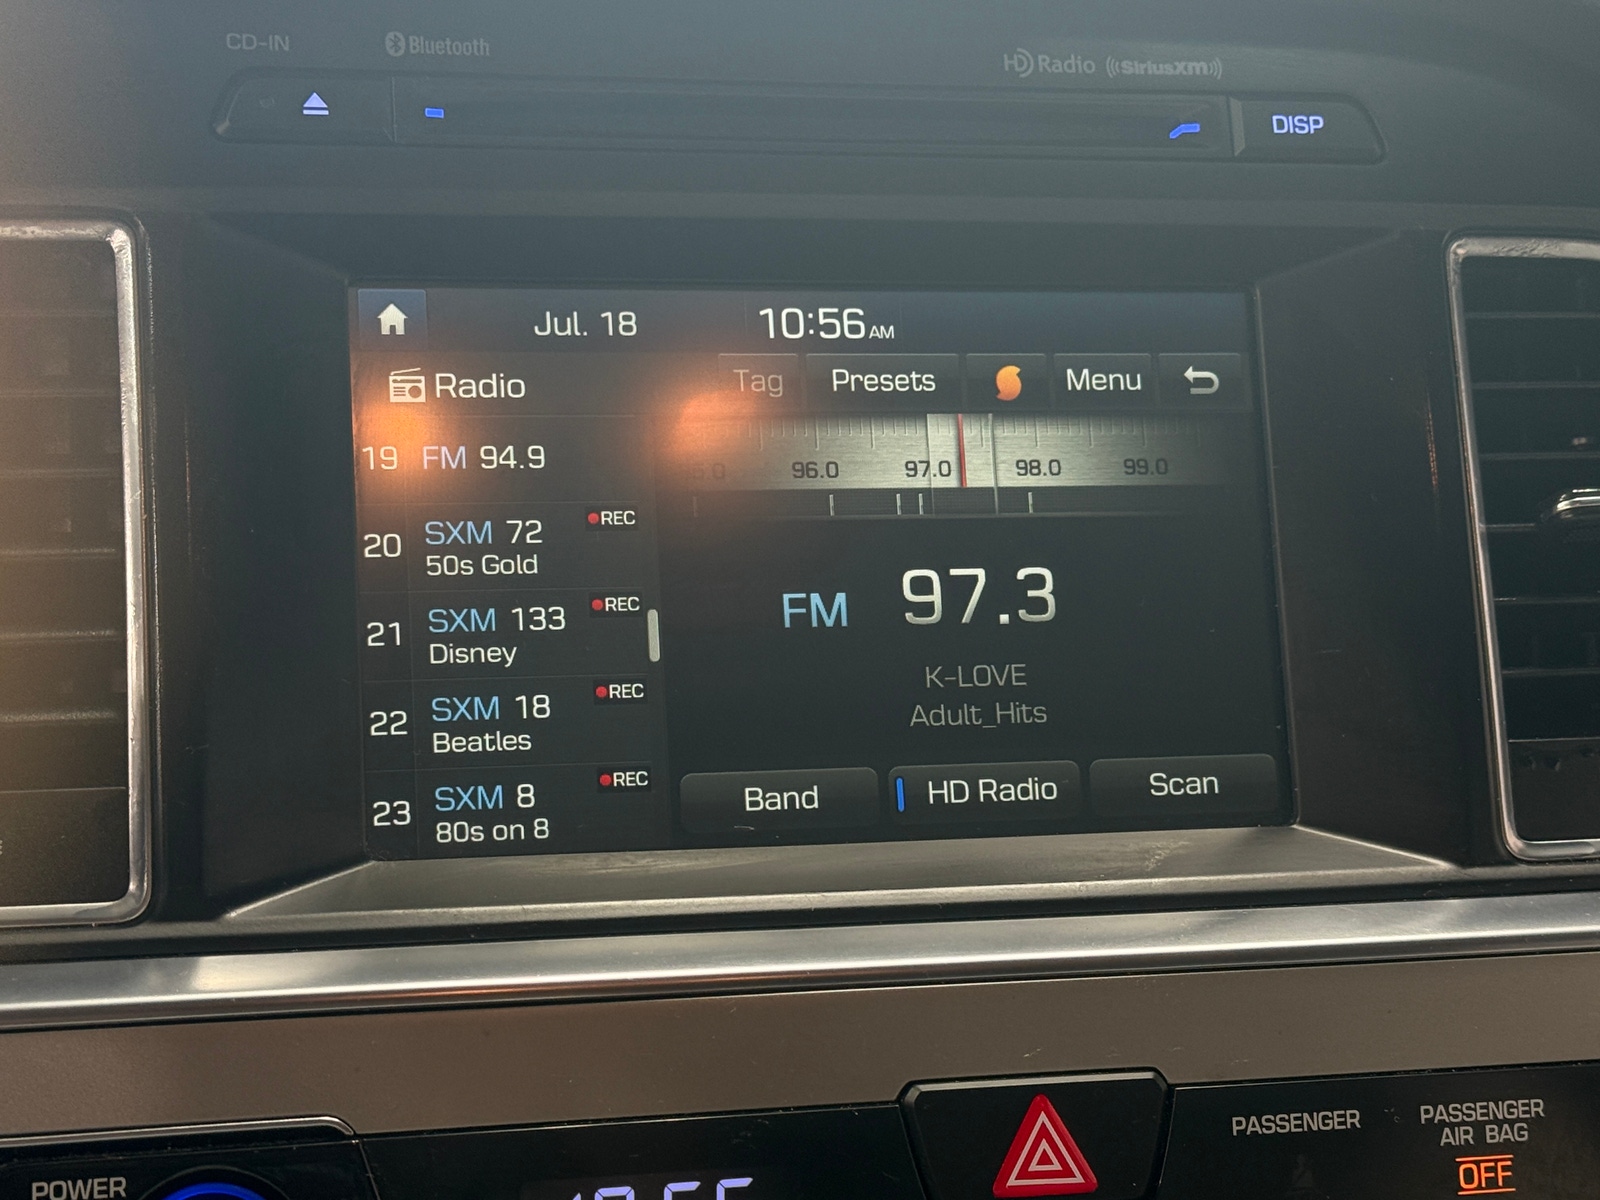 CD-IN
Bluetooth
HD Radio ((SiriusXM))
DISP
Jul. 18
10:56 AM
Radio
Tag
Presets
Menu
19 FM 94.9
96.0 97.0 98.0 99.0
20 SXM 72
REC
50s Gold
21 SXM 133
REC
Disney
22 SXM 18
REC
Beatles
23 SXM 8
REC
80s on 8
FM 97.3
K-LOVE
Adult_Hits
Band
HD Radio
Scan
PASSENGER
PASSENGER
AIR BAG
OFF
POWER